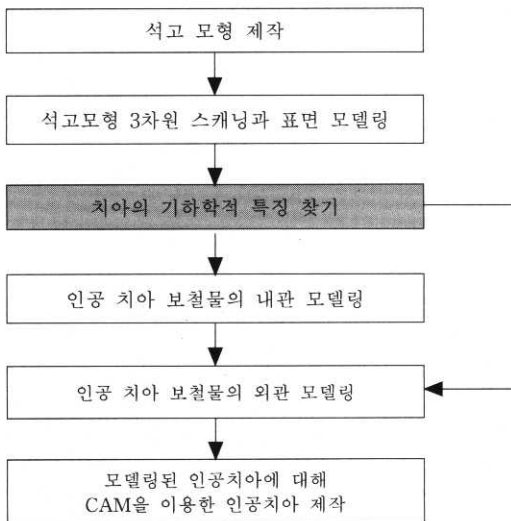 석고 모형 제작
석고모형 3차원 스캐닝과 표면 모델링
치아의 기하학적 특징 찾기
인공 치아 보철물의 내관 모델링
인공 치아 보철물의 외관 모델링
모델링된 인공치아에 대해
CAM을 이용한 인공치아 제작